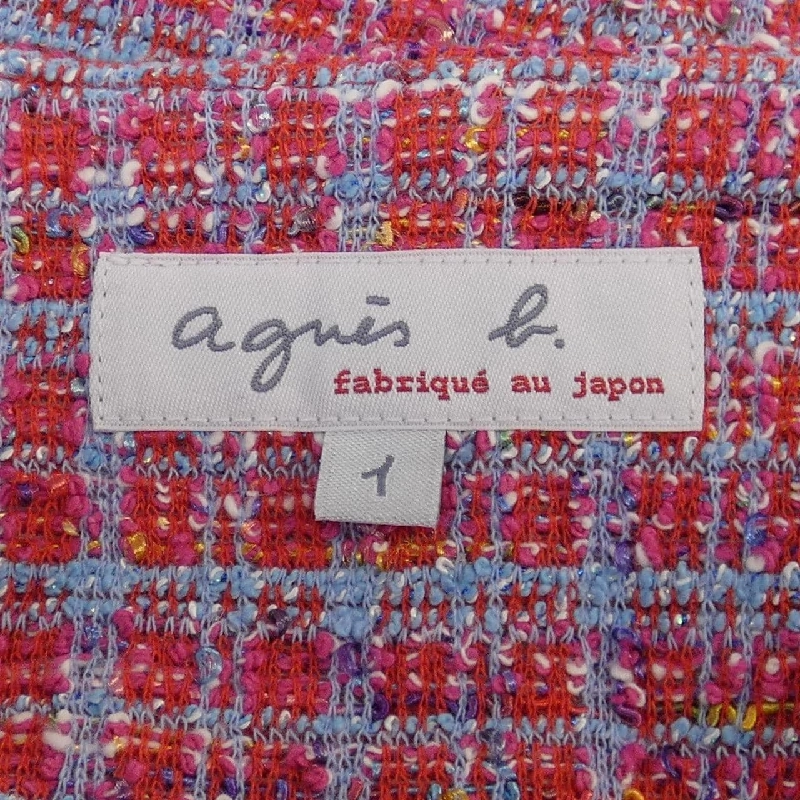 agnès b.
fabriqué au japon
1